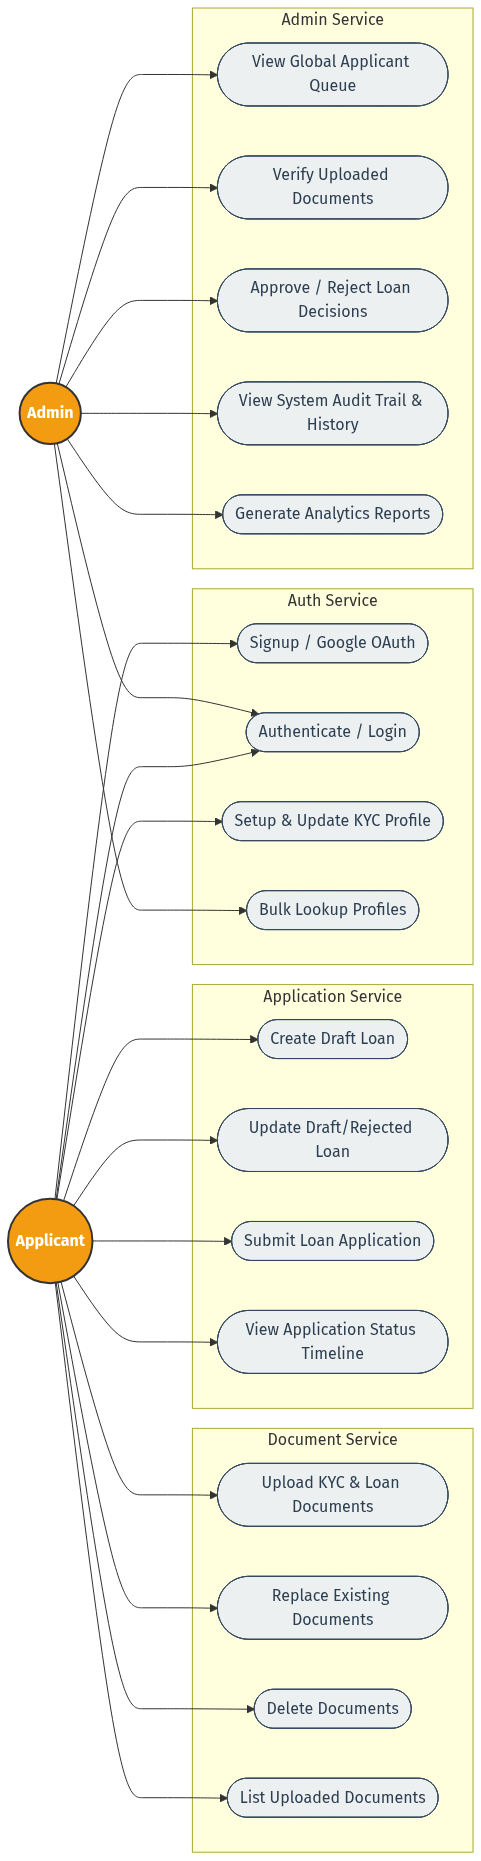 Admin Service
View Global Applicant
Queue
Verify Uploaded
Documents
Approve / Reject Loan
Decisions
Admin
View System Audit Trail &
History
Generate Analytics Reports
Auth Service
Signup / Google OAuth
Authenticate / Login
Setup & Update KYC Profile
Bulk Lookup Profiles
Application Service
Create Draft Loan
Update Draft/Rejected
Loan
Applicant
Submit Loan Application
View Application Status
Timeline
Document Service
Upload KYC & Loan
Documents
Replace Existing
Documents
Delete Documents
List Uploaded Documents